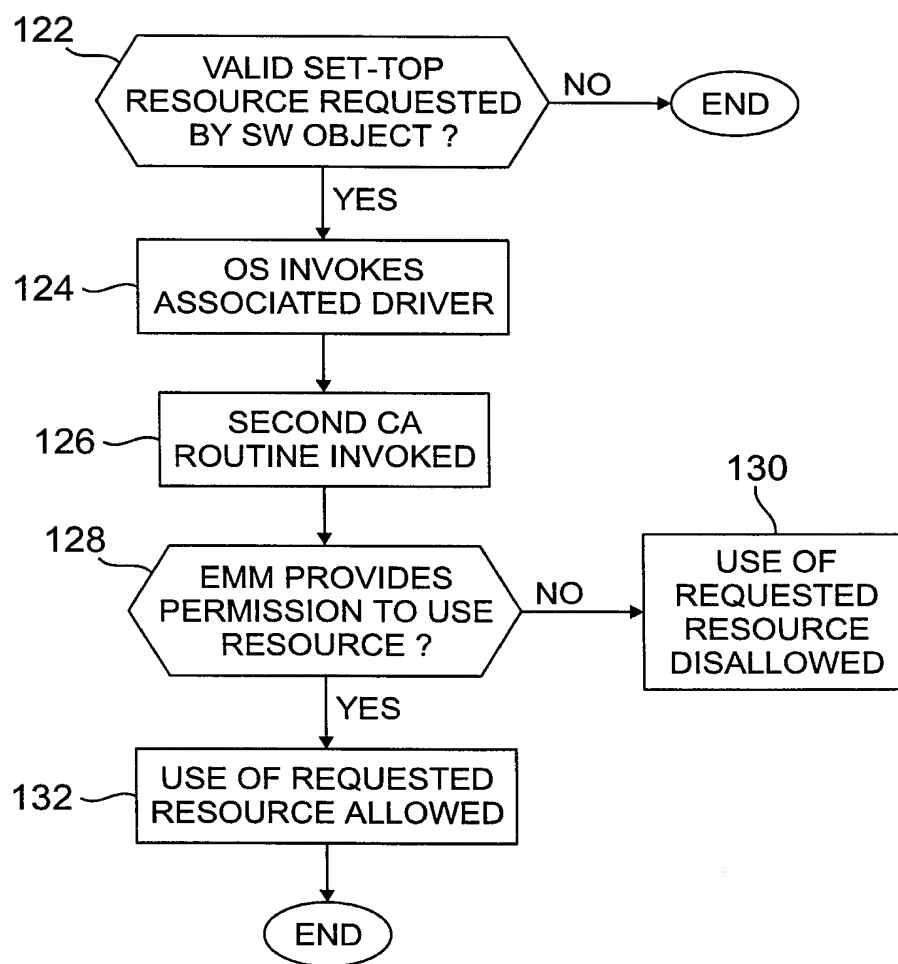 122
VALID SET-TOP
RESOURCE REQUESTED
BY SW OBJECT ?
NO
END
YES
124
OS INVOKES
ASSOCIATED DRIVER
126
SECOND CA
ROUTINE INVOKED
128
EMM PROVIDES
PERMISSION TO USE
RESOURCE ?
NO
130
USE OF
REQUESTED
RESOURCE
DISALLOWED
YES
132
USE OF REQUESTED
RESOURCE ALLOWED
END